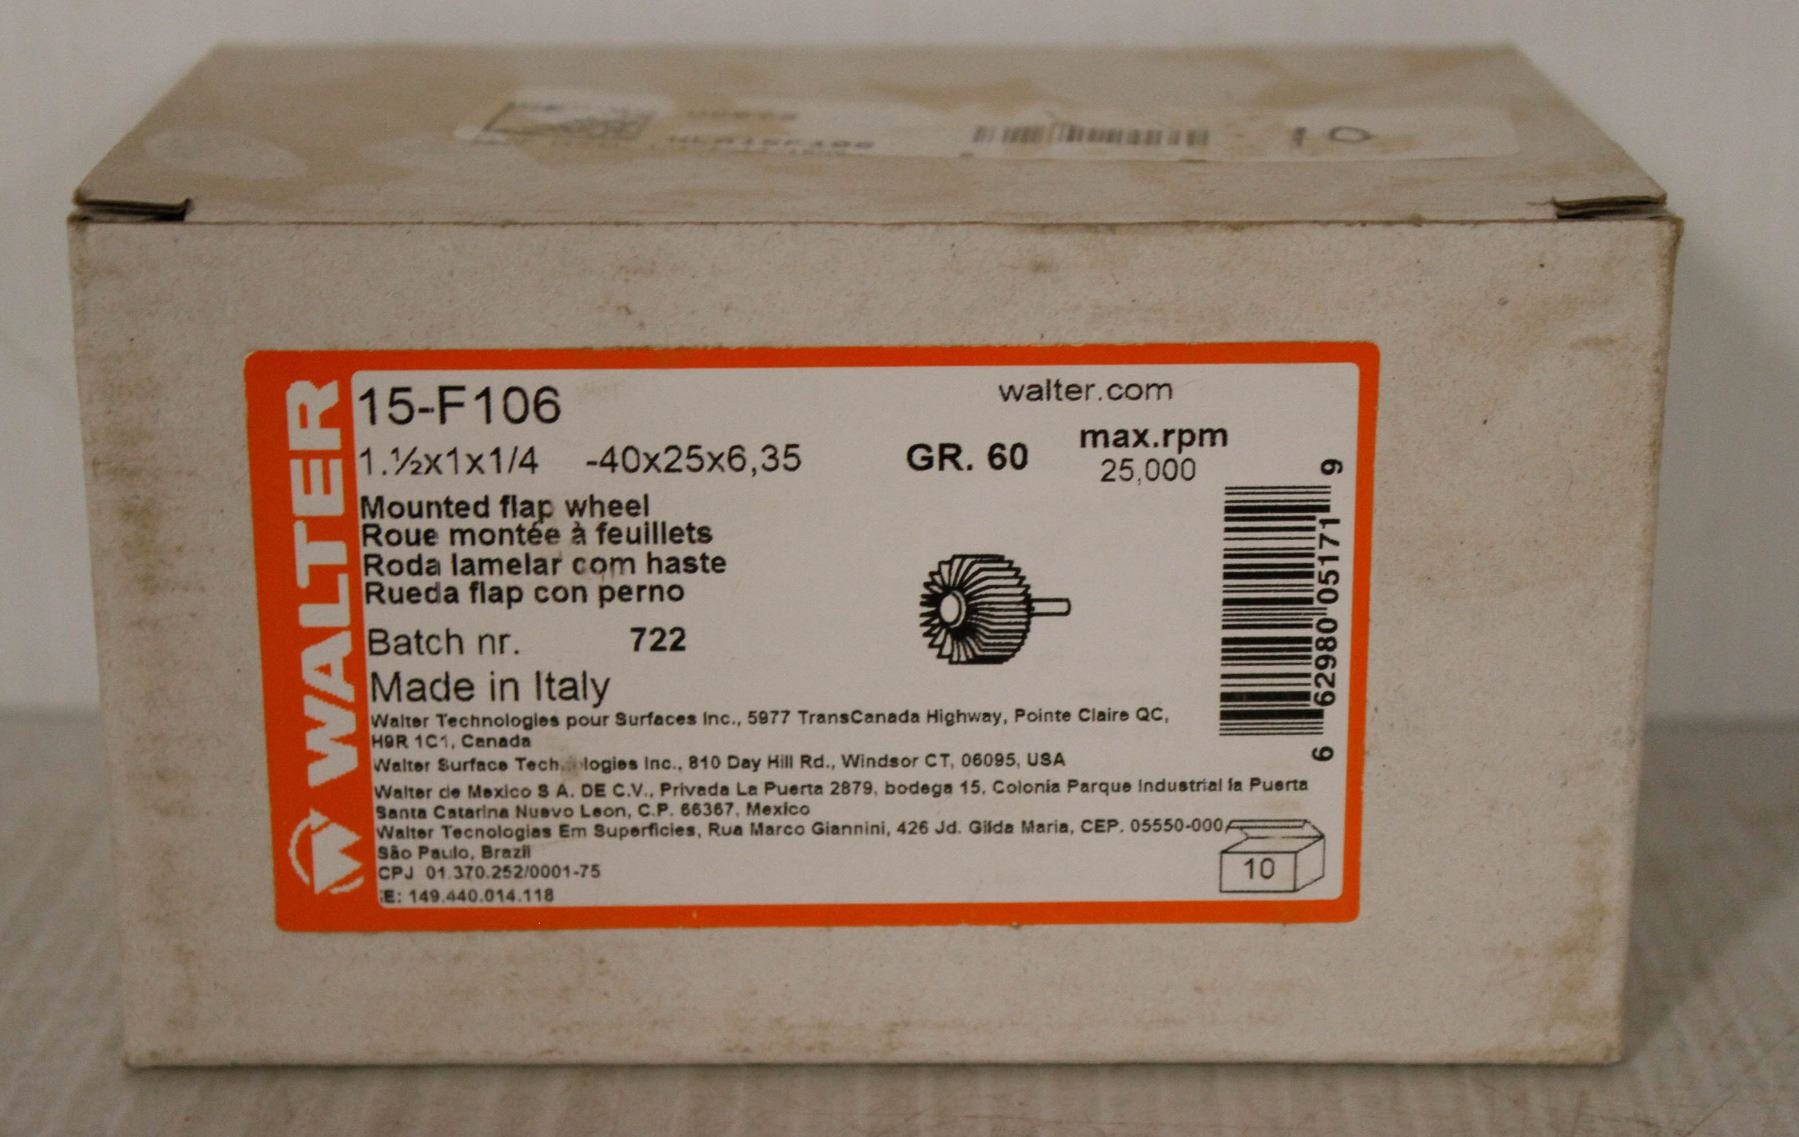 10
WALTER
15-F106
walter.com
1.½x1x1/4 -40x25x6,35 GR. 60 max.rpm
25,000
Mounted flap wheel
Roue montée à feuillets
Roda lamelar com haste
Rueda flap con perno
Batch nr. 722
Made in Italy
Walter Technologies pour Surfaces Inc., 5977 TransCanada Highway, Pointe Claire QC,
H9R 1C1, Canada
Walter Surface Inc., 810 Day Hill Rd., Windsor CT, 06095, USA
Walter de Mexico S A. DE C.V., Privada La Puerta 2879, bodega 15, Colonia Parque Industrial la Puerta
Santa Catarina Nuevo Leon, C.P. 66367, Mexico
Walter Tecnologias Em Superficies, Rua Marco Giannini, 426 Jd. Gilda Maria, CEP. 05550-000,
São Paulo, Brazil
CPJ 01.370.252/0001-75
E: 149.440.014.118
6 62980 05171 9
10